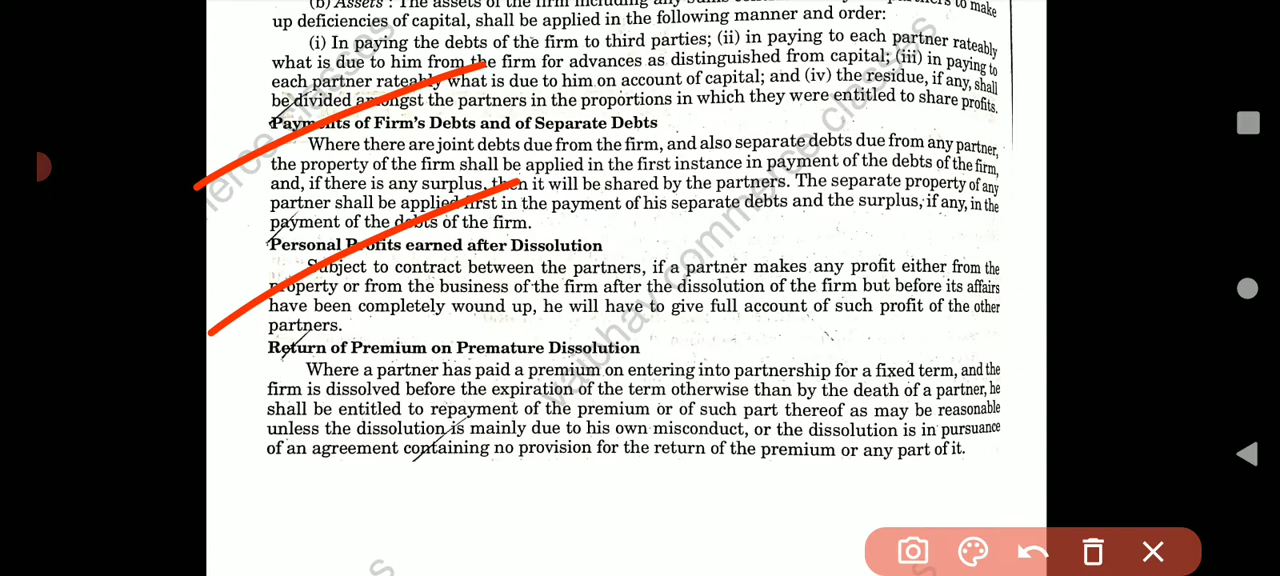 (b) Assets : The assets of the firm including any sums to make
up deficiencies of capital, shall be applied in the following manner and order:
(i) In paying the debts of the firm to third parties; (ii) in paying to each partner rateably
what is due to him from the firm for advances as distinguished from capital; (iii) in paying to
each partner rateably what is due to him on account of capital; and (iv) the residue, if any, shall
be divided amongst the partners in the proportions in which they were entitled to share profits.
Payments of Firm's Debts and of Separate Debts
Where there are joint debts due from the firm, and also separate debts due from any partner,
the property of the firm shall be applied in the first instance in payment of the debts of the firm,
and, if there is any surplus, then it will be shared by the partners. The separate property of any
partner shall be applied first in the payment of his separate debts and the surplus, if any, in the
payment of the debts of the firm.
Personal Profits earned after Dissolution
Subject to contract between the partners, if a partner makes any profit either from the
property or from the business of the firm after the dissolution of the firm but before its affairs
have been completely wound up, he will have to give full account of such profit of the other
partners.
Return of Premium on Premature Dissolution
Where a partner has paid a premium on entering into partnership for a fixed term, and the
firm is dissolved before the expiration of the term otherwise than by the death of a partner, he
shall be entitled to repayment of the premium or of such part thereof as may be reasonable
unless the dissolution is mainly due to his own misconduct, or the dissolution is in pursuance
of an agreement containing no provision for the return of the premium or any part of it.
vaibhav commerce classes